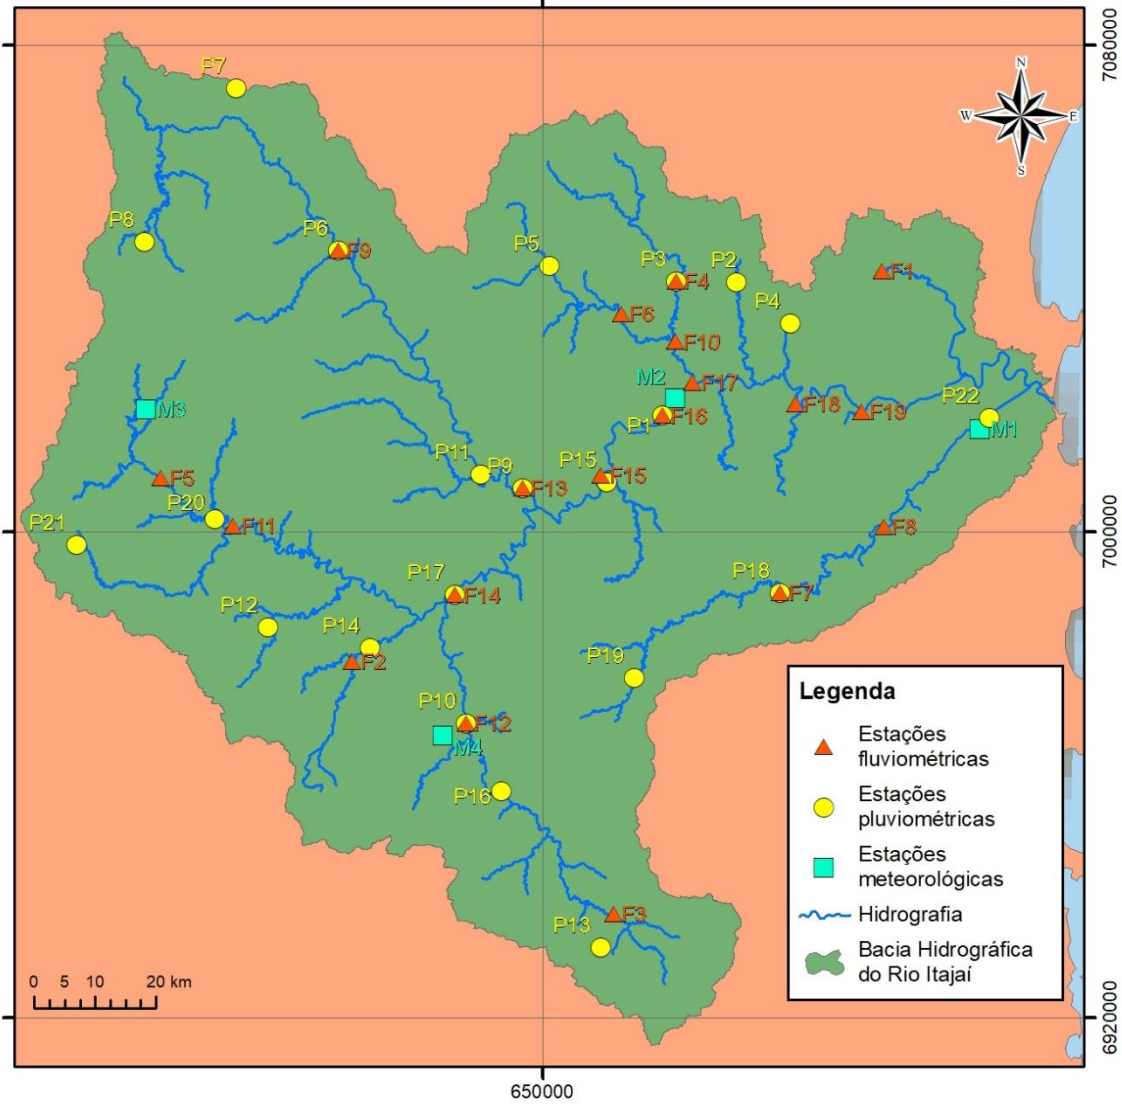 7080000
F7
N
W
E
S
P8
P6
F9
P5
P3
F4
P2
F1
P4
F6
F10
M2
F17
M3
P1
F16
F18
F19
P22
M1
P11
P9
F13
P15
F15
F5
P20
F11
P21
7000000
F8
P17
F14
P18
F7
P12
P14
F2
P19
P10
F12
M4
P16
F3
P13
Legenda
Estações
fluviométricas
Estações
pluviométricas
Estações
meteorológicas
Hidrografia
Bacia Hidrográfica
do Rio Itajaí
0 5 10 20 km
6920000
650000